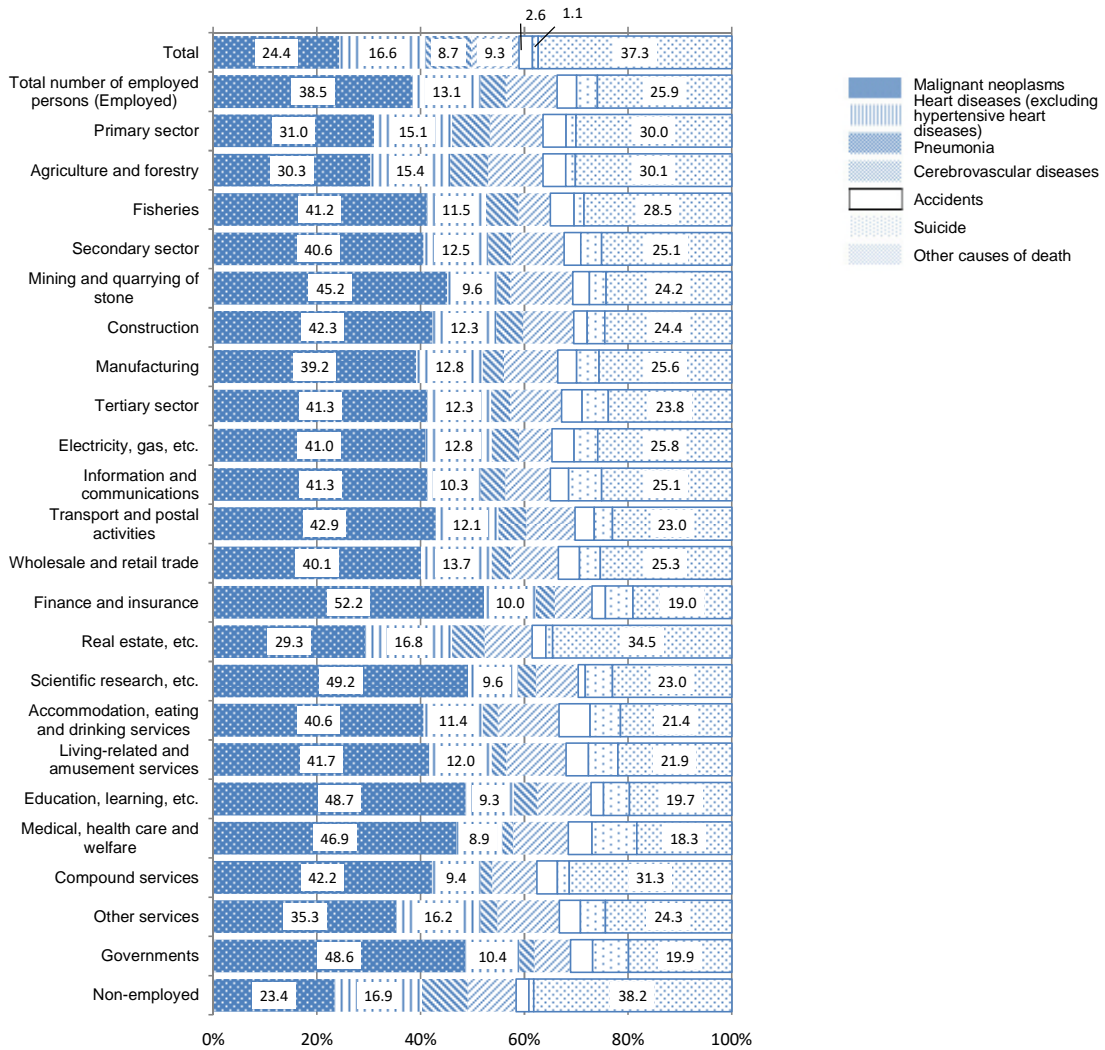 2.6 1.1
Total 24.4 16.6 8.7 9.3 37.3
Total number of employed
persons (Employed) 38.5 13.1 25.9
Primary sector 31.0 15.1 30.0
Agriculture and forestry 30.3 15.4 30.1
Fisheries 41.2 11.5 28.5
Secondary sector 40.6 12.5 25.1
Mining and quarrying of
stone 45.2 9.6 24.2
Construction 42.3 12.3 24.4
Manufacturing 39.2 12.8 25.6
Tertiary sector 41.3 12.3 23.8
Electricity, gas, etc. 41.0 12.8 25.8
Information and
communications 41.3 10.3 25.1
Transport and postal
activities 42.9 12.1 23.0
Wholesale and retail trade 40.1 13.7 25.3
Finance and insurance 52.2 10.0 19.0
Real estate, etc. 29.3 16.8 34.5
Scientific research, etc. 49.2 9.6 23.0
Accommodation, eating
and drinking services 40.6 11.4 21.4
Living-related and
amusement services 41.7 12.0 21.9
Education, learning, etc. 48.7 9.3 19.7
Medical, health care and
welfare 46.9 8.9 18.3
Compound services 42.2 9.4 31.3
Other services 35.3 16.2 24.3
Governments 48.6 10.4 19.9
Non-employed 23.4 16.9 38.2
0% 20% 40% 60% 80% 100%
Malignant neoplasms
Heart diseases (excluding
hypertensive heart
diseases)
Pneumonia
Cerebrovascular diseases
Accidents
Suicide
Other causes of death